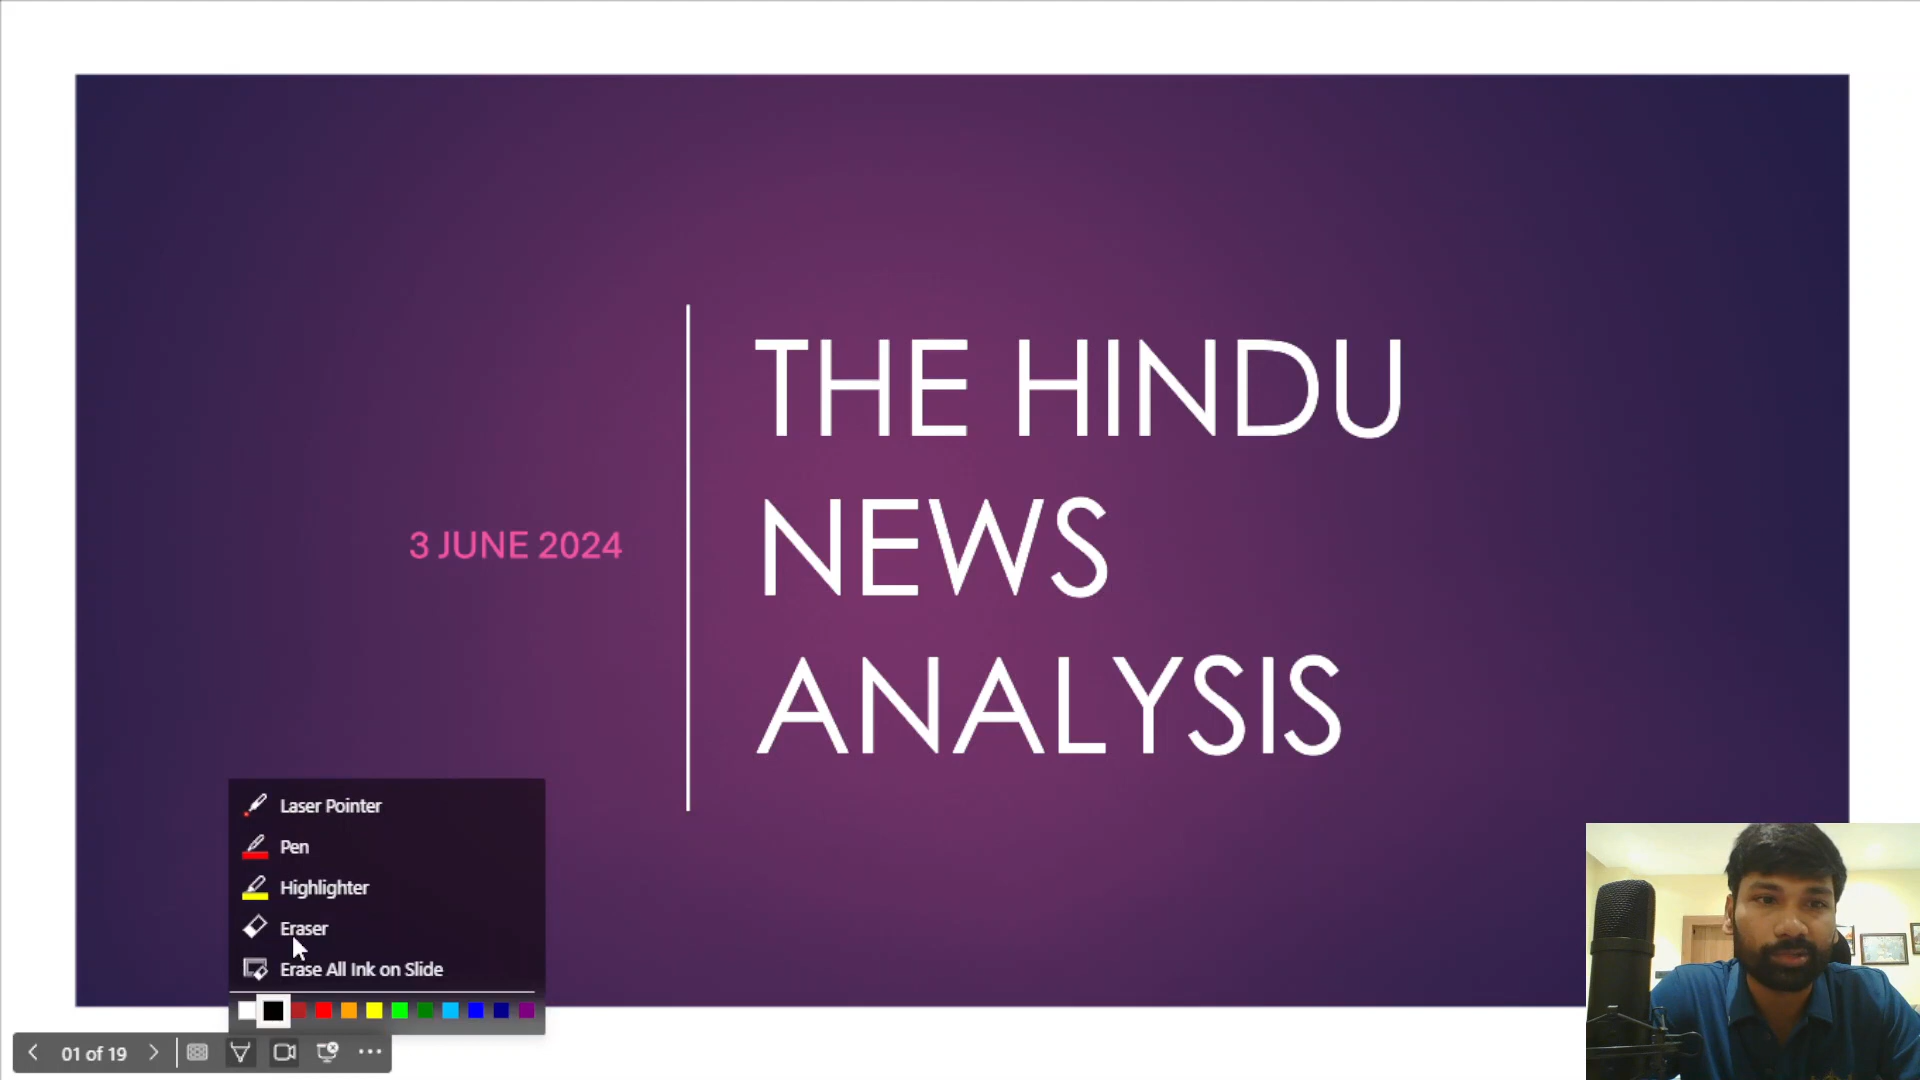 3 JUNE 2024
THE HINDU
NEWS
ANALYSIS
Laser Pointer
Pen
Highlighter
Eraser
Erase All Ink on Slide
01 of 19